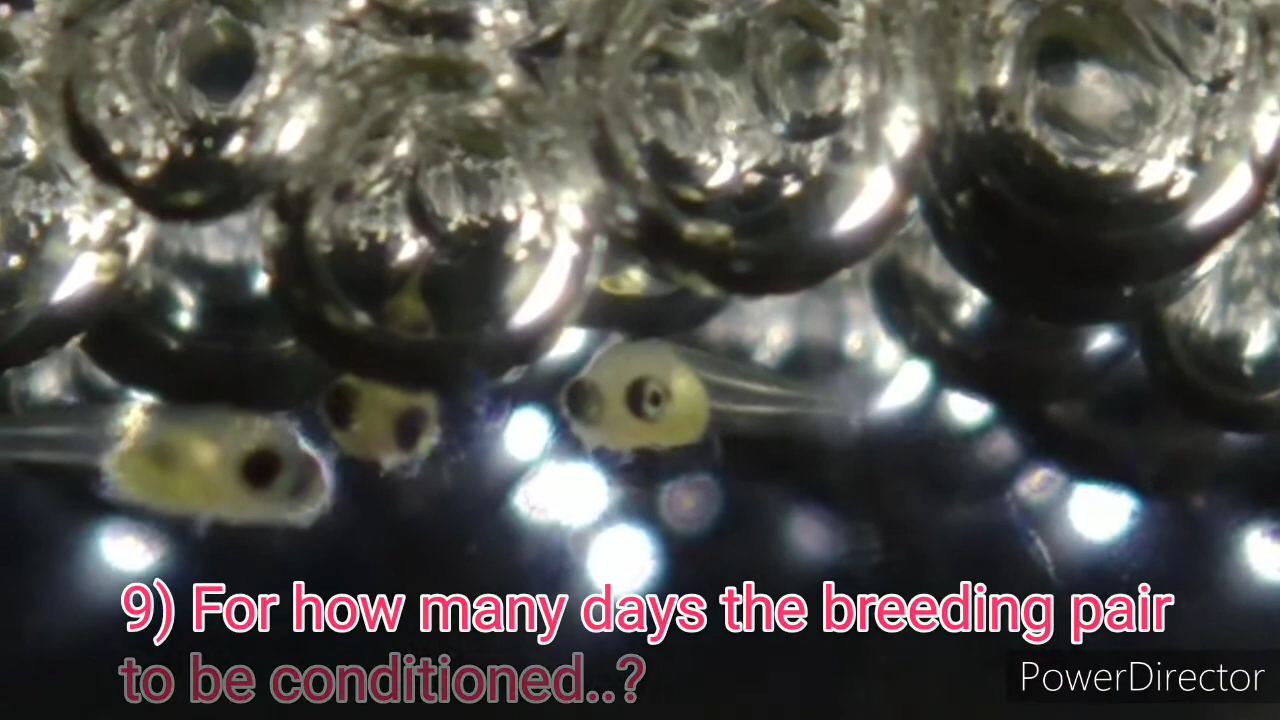 9) For how many days the breeding pair
to be conditioned..?
PowerDirector